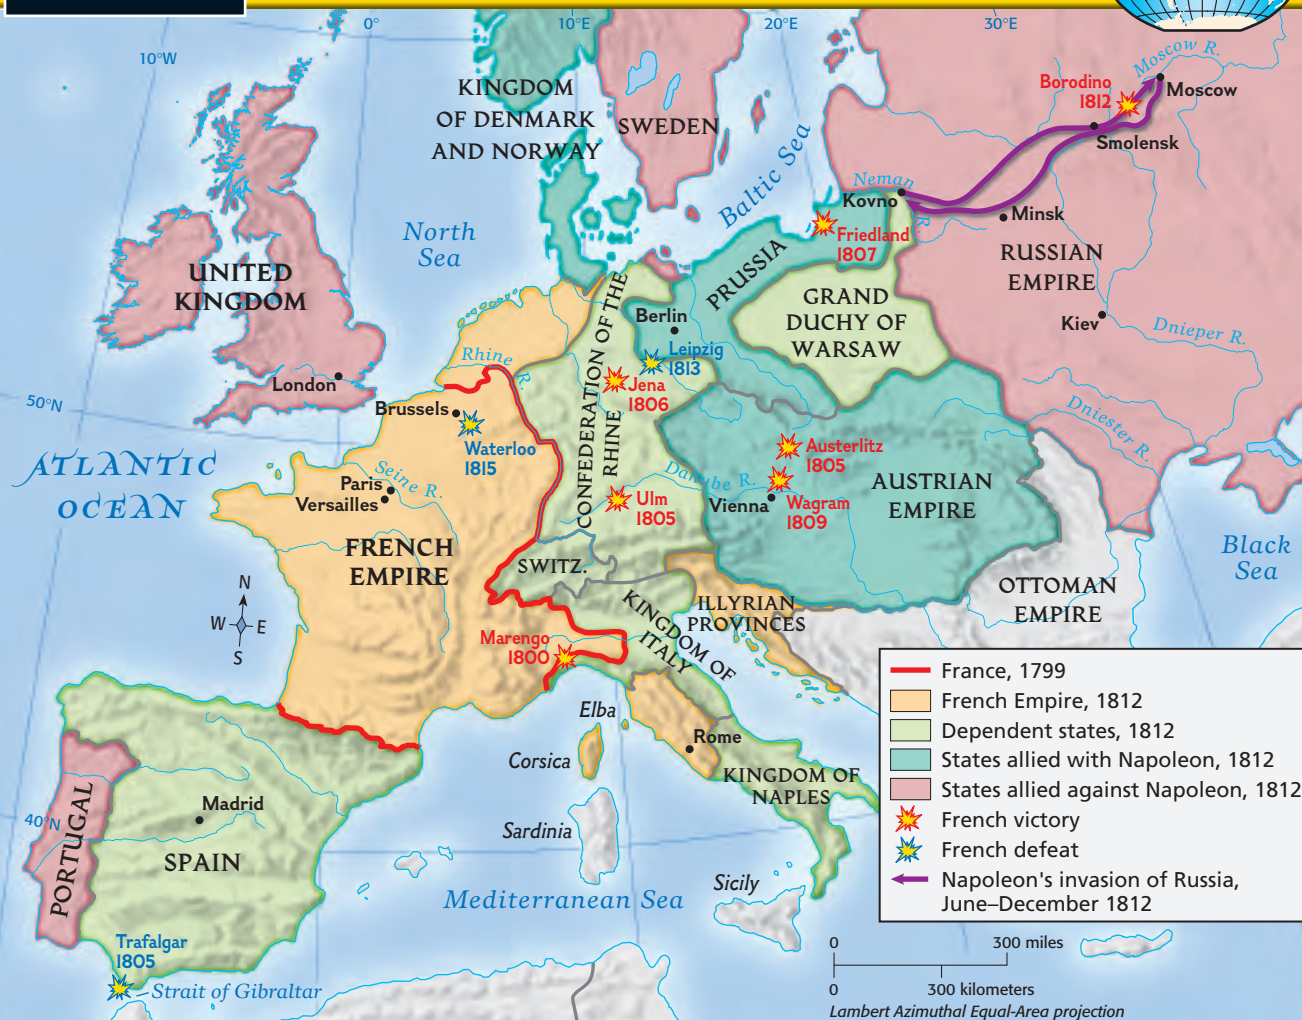 0°
10°E
20°E
30°E
10°W
Moscow R.
Borodino
1812
Moscow
KINGDOM
OF DENMARK
AND NORWAY
SWEDEN
Smolensk
Baltic Sea
Neman
R.
Kovno
Minsk
North
Sea
Friedland
1807
RUSSIAN
EMPIRE
UNITED
KINGDOM
PRUSSIA
GRAND
DUCHY OF
WARSAW
Berlin
Kiev
Dnieper R.
Leipzig
1813
Rhine R.
London
CONFEDERATION OF THE
RHINE
Jena
1806
50°N
Brussels
Dniester R.
Waterloo
1815
Austerlitz
1805
ATLANTIC
OCEAN
Seine R.
Paris
Versailles
Danube R.
Ulm
1805
Vienna
Wagram
1809
AUSTRIAN
EMPIRE
FRENCH
EMPIRE
SWITZ.
Black
Sea
N
W
E
S
OTTOMAN
EMPIRE
ILLYRIAN
PROVINCES
KINGDOM OF
ITALY
Marengo
1800
Elba
Rome
Corsica
KINGDOM OF
NAPLES
Madrid
40°N
Sardinia
PORTUGAL
SPAIN
Sicily
Mediterranean Sea
Trafalgar
1805
Strait of Gibraltar
France, 1799
French Empire, 1812
Dependent states, 1812
States allied with Napoleon, 1812
States allied against Napoleon, 1812
French victory
French defeat
Napoleon's invasion of Russia,
June–December 1812
0
300 miles
0
300 kilometers
Lambert Azimuthal Equal-Area projection